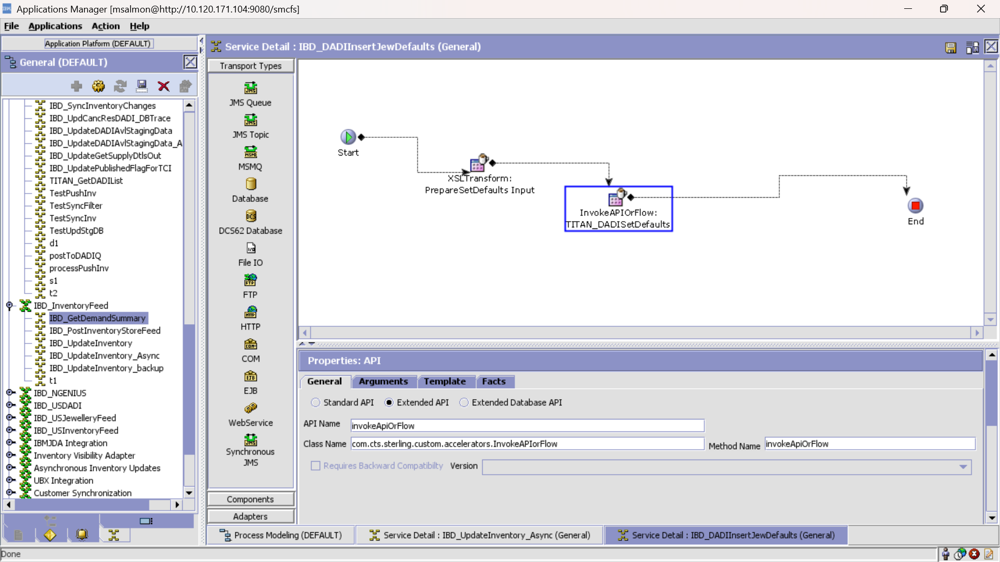 Applications Manager [msalmon@http://10.120.171.104:9080/smcfs]
File Applications Action Help
Application Platform (DEFAULT)
General (DEFAULT)
IBD_SyncInventoryChanges
IBD_UpdCancResDADI_DBTrace
IBD_UpdateDADIAvlStagingData
IBD_UpdateDADIAvlStagingData_A
IBD_UpdateGetSupplyDtlsOut
IBD_UpdatePublishedFlagForTCI
TITAN_GetDADIList
TestPushInv
TestSyncFilter
TestSyncInv
TestUpdStgDB
d1
postToDADIQ
processPushInv
s1
t2
IBD_InventoryFeed
IBD_GetDemandSummary
IBD_PostInventoryStoreFeed
IBD_UpdateInventory
IBD_UpdateInventory_Async
IBD_UpdateInventory_backup
t1
IBD_NGENIUS
IBD_USDADI
IBD_USJewelleryFeed
IBD_USInventoryFeed
IBMJDA Integration
Inventory Visibility Adapter
Asynchronous Inventory Updates
UBX Integration
Customer Synchronization
Service Detail : IBD_DADIInsertJewDefaults (General)
Transport Types
JMS Queue
JMS Topic
MSMQ
Database
DCS62 Database
File IO
FTP
HTTP
COM
EJB
WebService
Synchronous
JMS
Components
Adapters
Start
XSLTransform:
PrepareSetDefaults Input
InvokeAPIOrFlow:
TITAN_DADISetDefaults
End
Properties: API
General Arguments Template Facts
Standard API Extended API Extended Database API
API Name invokeApiOrFlow
Class Name com.cts.sterling.custom.accelerators.InvokeAPIorFlow Method Name invokeApiOrFlow
Requires Backward Compatibilty Version
Process Modeling (DEFAULT) Service Detail : IBD_UpdateInventory_Async (General) Service Detail : IBD_DADIInsertJewDefaults (General)
Done